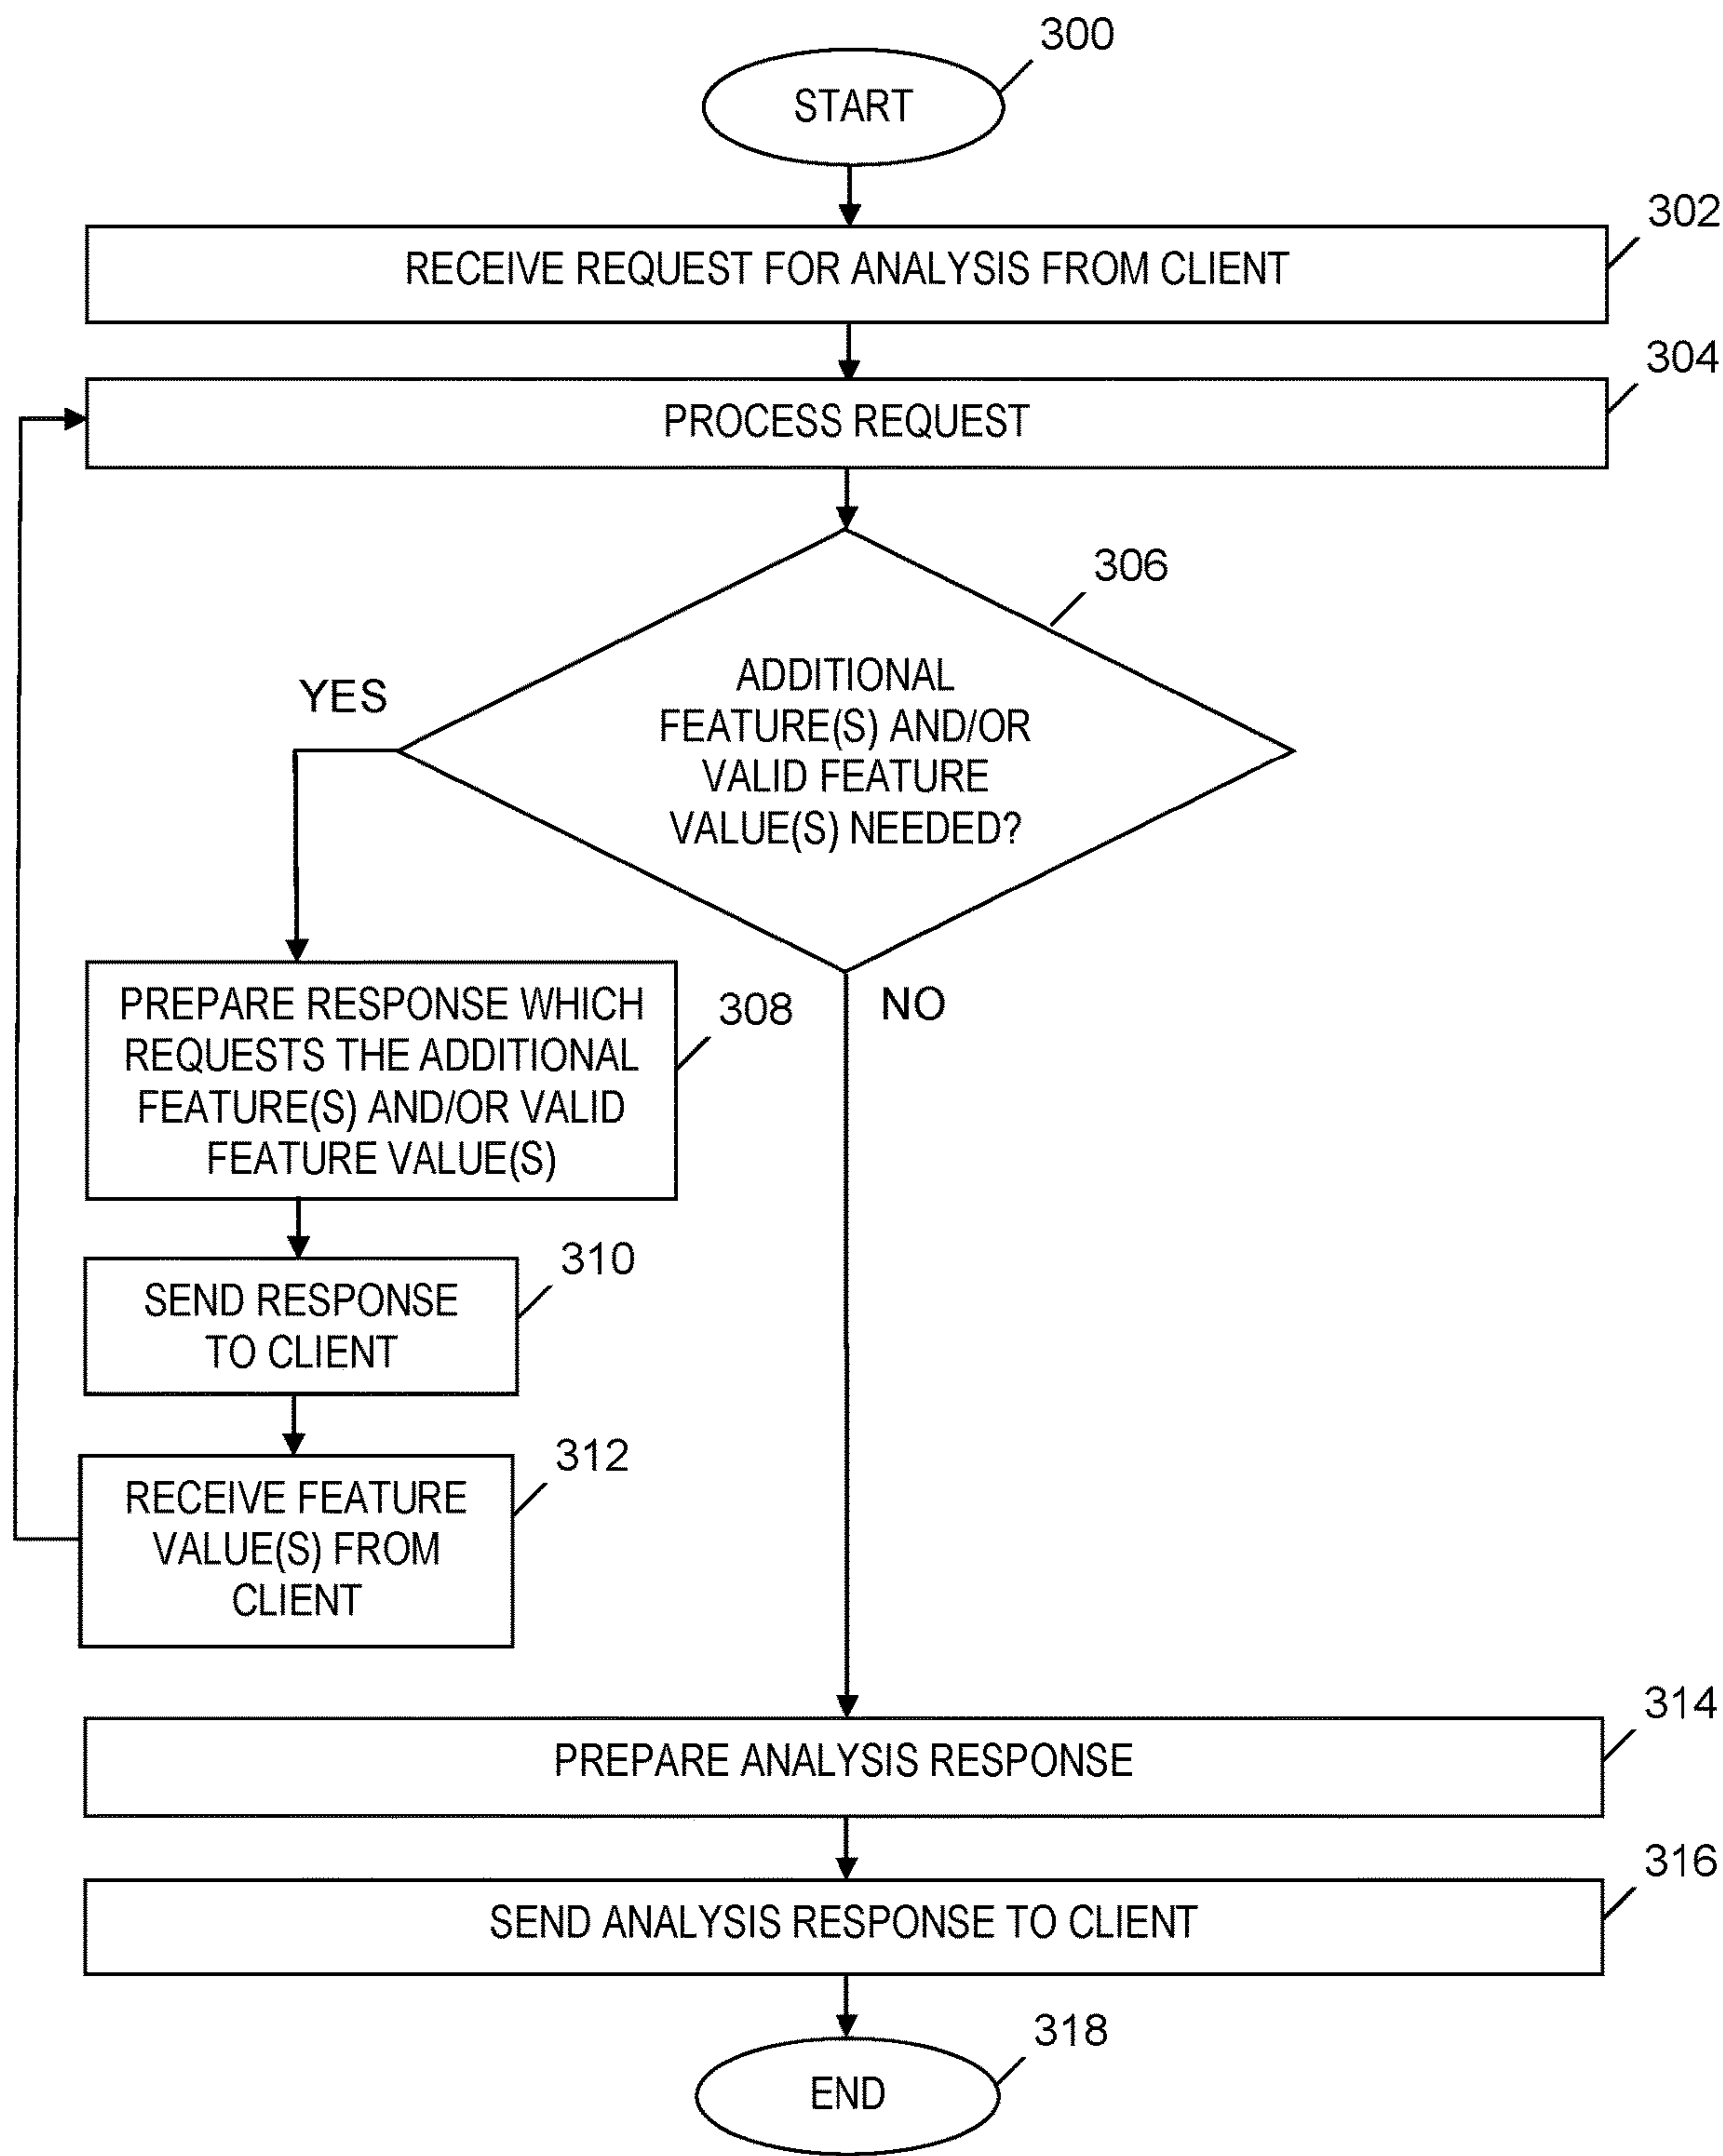 300
START
302
RECEIVE REQUEST FOR ANALYSIS FROM CLIENT
304
PROCESS REQUEST
306
ADDITIONAL
FEATURE(S) AND/OR
VALID FEATURE
VALUE(S) NEEDED?
YES
NO
308
PREPARE RESPONSE WHICH
REQUESTS THE ADDITIONAL
FEATURE(S) AND/OR VALID
FEATURE VALUE(S)
310
SEND RESPONSE
TO CLIENT
312
RECEIVE FEATURE
VALUE(S) FROM
CLIENT
314
PREPARE ANALYSIS RESPONSE
316
SEND ANALYSIS RESPONSE TO CLIENT
318
END